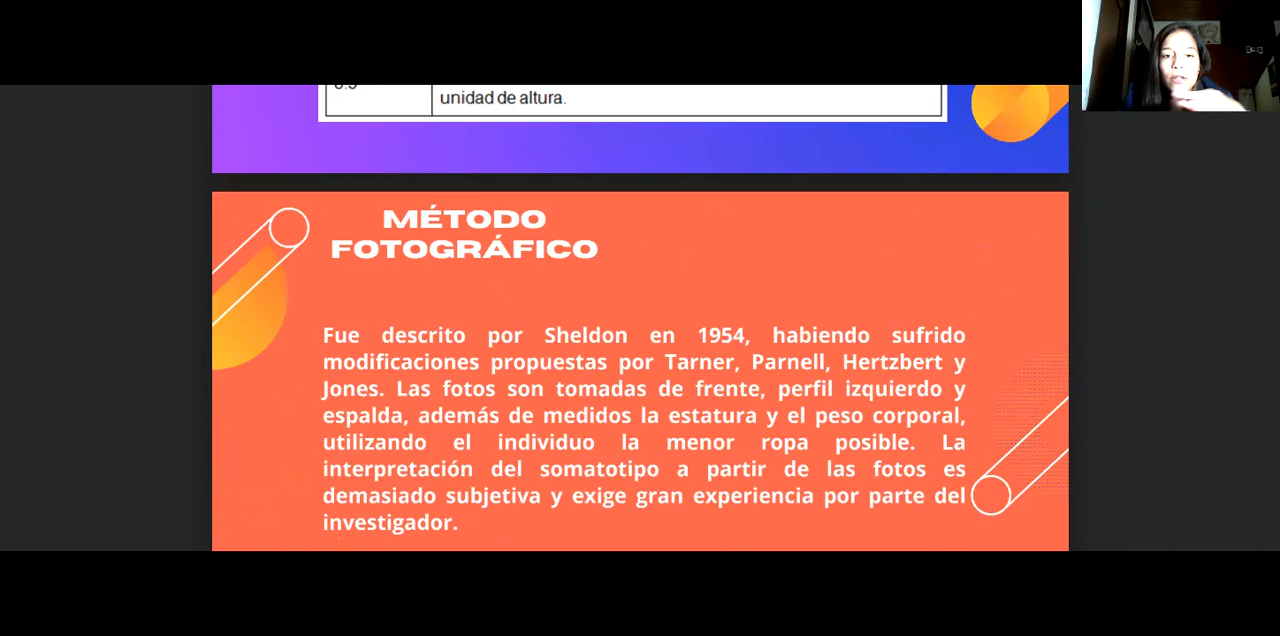 unidad de altura.
MÉTODO
FOTOGRÁFICO
Fue descrito por Sheldon en 1954, habiendo sufrido
modificaciones propuestas por Tarner, Parnell, Hertzbert y
Jones. Las fotos son tomadas de frente, perfil izquierdo y
espalda, además de medidos la estatura y el peso corporal,
utilizando el individuo la menor ropa posible. La
interpretación del somatotipo a partir de las fotos es
demasiado subjetiva y exige gran experiencia por parte del
investigador.